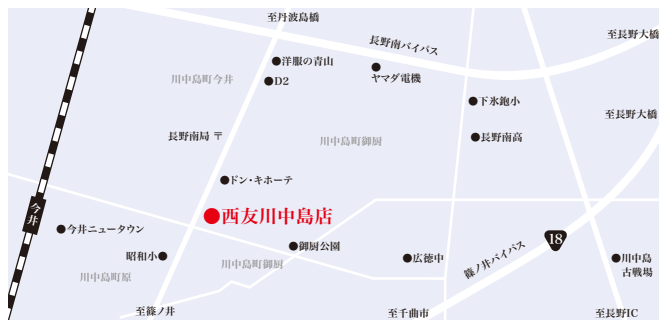 至丹波島橋
長野南バイパス
至長野大橋
洋服の青山
ヤマダ電機
川中島町今井
D2
下氷鉋小
至長野大橋
長野南局 〒
川中島町御厨
長野南高
ドン・キホーテ
今井
西友川中島店
今井ニュータウン
御厨公園
18
昭和小
川中島町御厨
広徳中
篠ノ井バイパス
川中島
古戦場
川中島町原
至篠ノ井
至千曲市
至長野IC